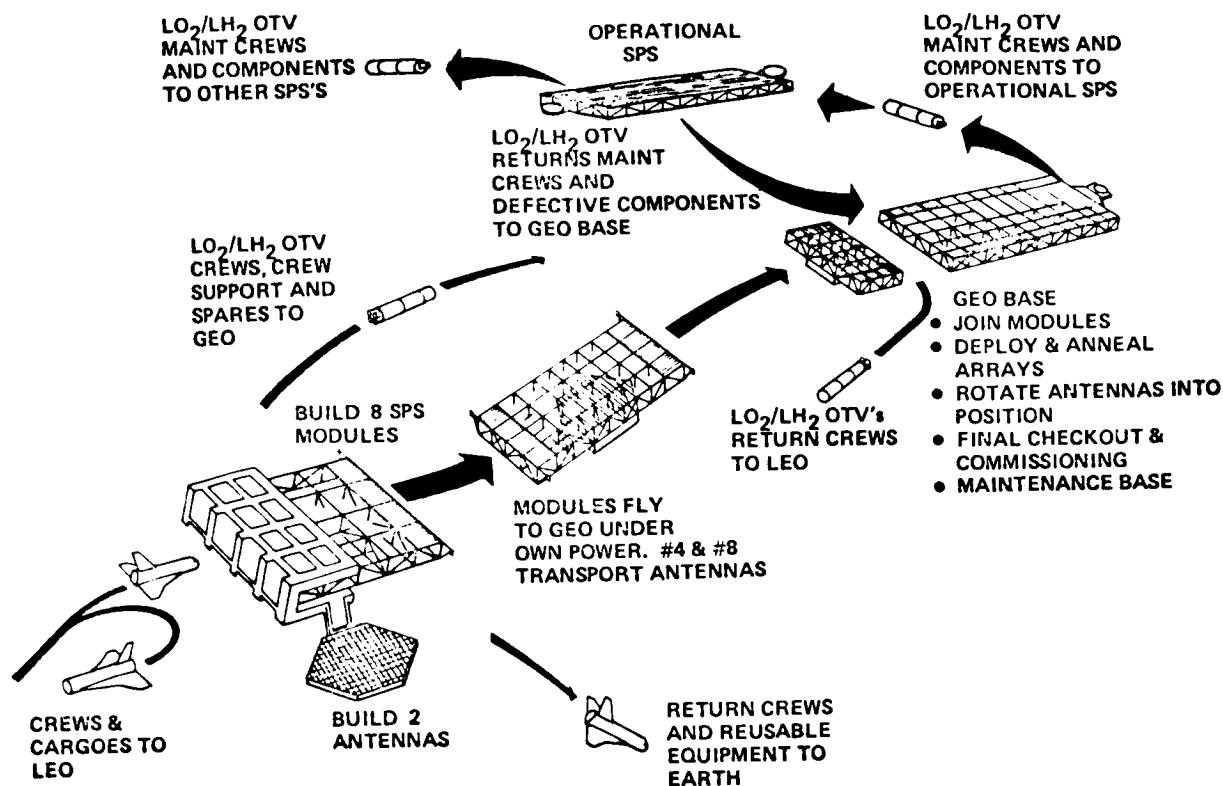 LO2/LH2 OTV
MAINT CREWS
AND COMPONENTS
TO OTHER SPS'S
OPERATIONAL
SPS
LO2/LH2 OTV
MAINT CREWS AND
COMPONENTS TO
OPERATIONAL SPS
LO2/LH2 OTV
RETURNS MAINT
CREWS AND
DEFECTIVE COMPONENTS
TO GEO BASE
LO2/LH2 OTV
CREWS, CREW
SUPPORT AND
SPARES TO
GEO
GEO BASE
• JOIN MODULES
• DEPLOY & ANNEAL
ARRAYS
• ROTATE ANTENNAS INTO
POSITION
• FINAL CHECKOUT &
COMMISSIONING
• MAINTENANCE BASE
BUILD 8 SPS
MODULES
LO2/LH2 OTV's
RETURN CREWS
TO LEO
MODULES FLY
TO GEO UNDER
OWN POWER. #4 & #8
TRANSPORT ANTENNAS
CREWS &
CARGOES TO
LEO
BUILD 2
ANTENNAS
RETURN CREWS
AND REUSABLE
EQUIPMENT TO
EARTH